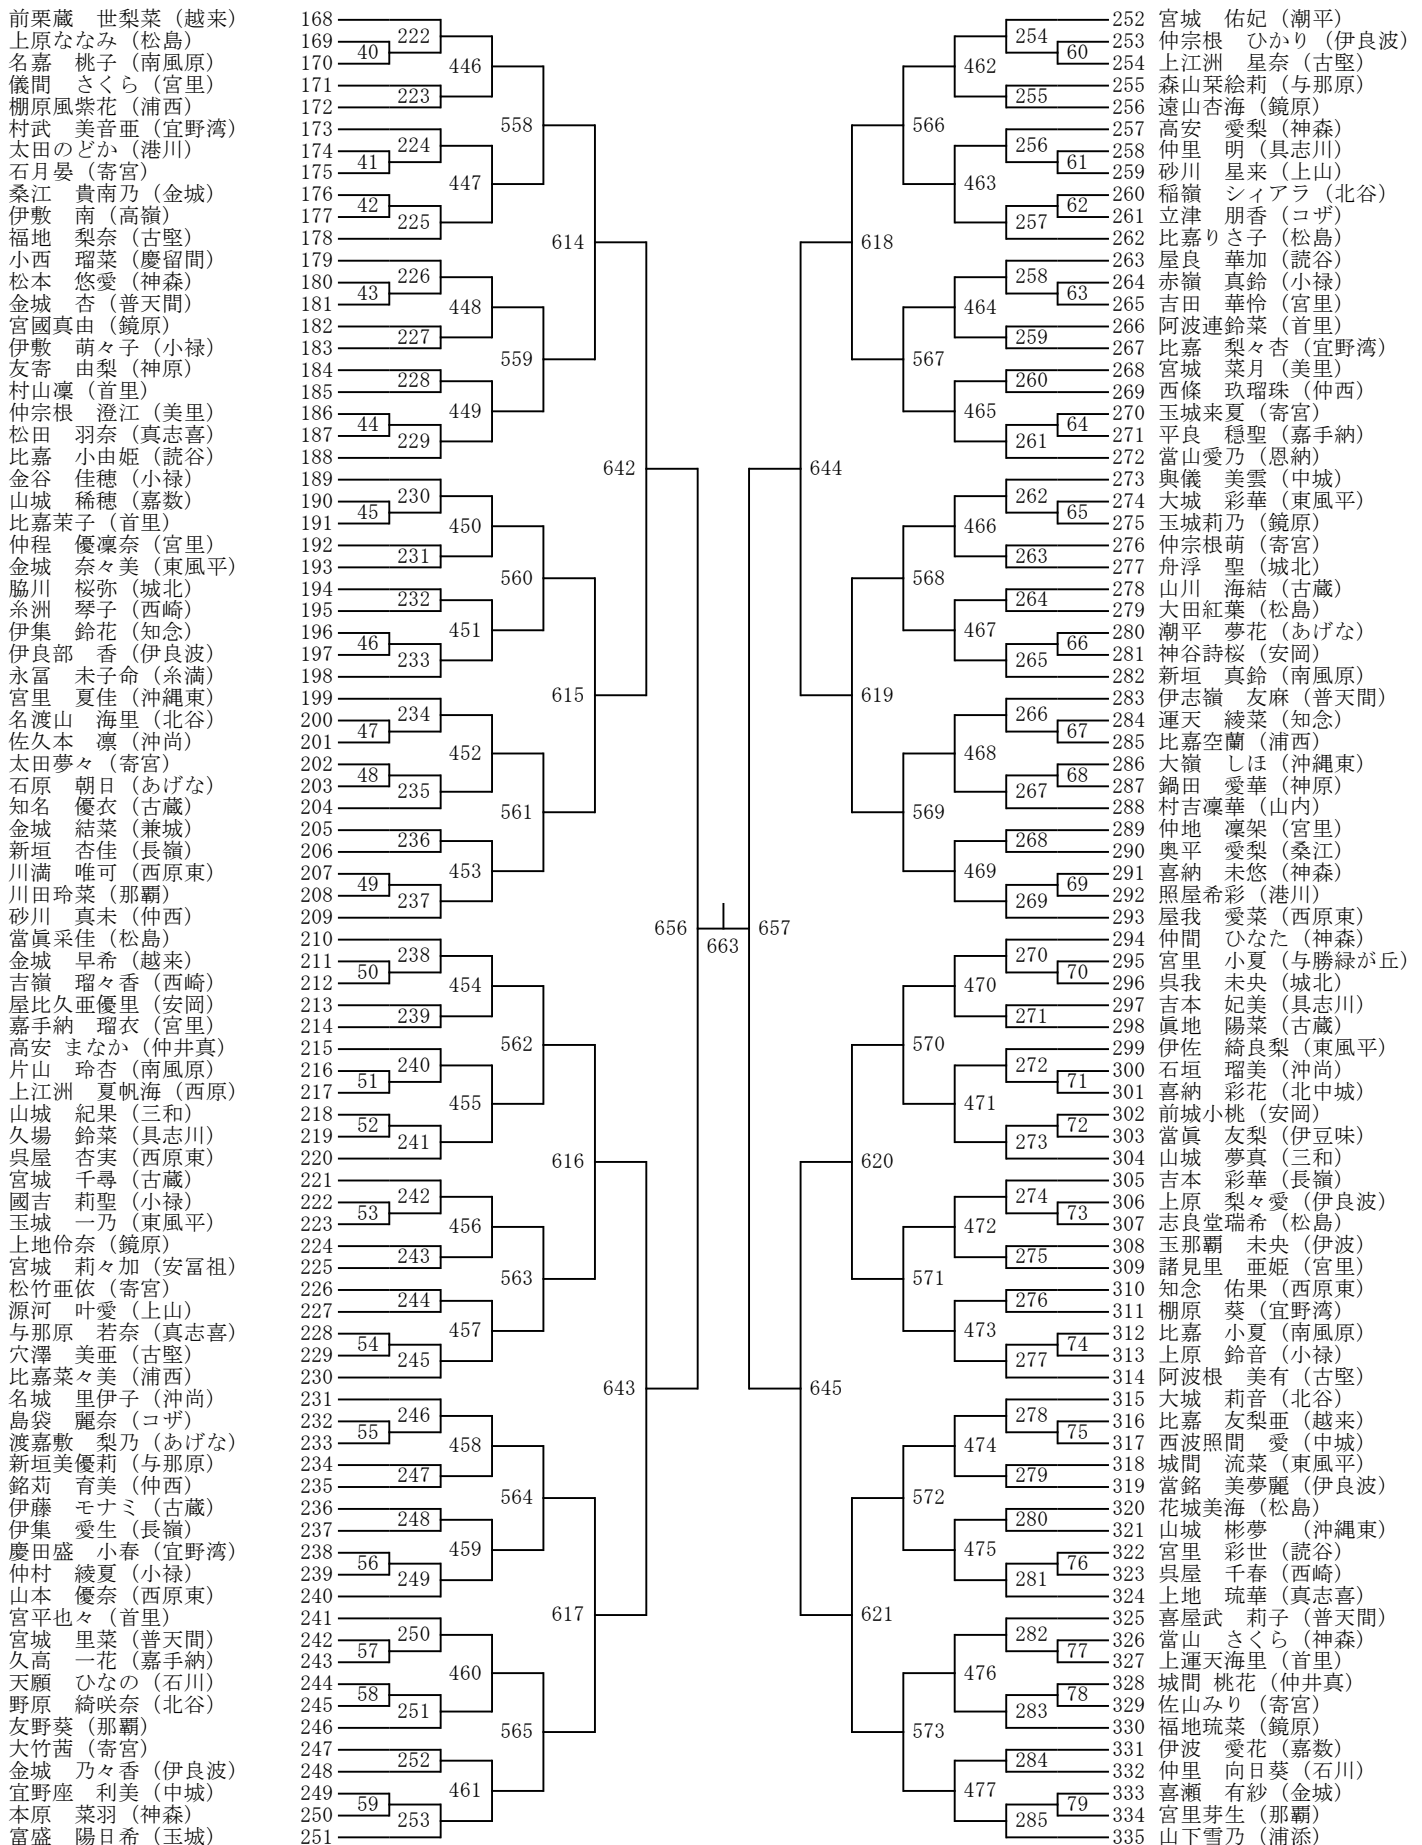 前栗蔵　世梨菜（越来） 168
上原ななみ（松島） 169
名嘉　桃子（南風原） 170
儀間　さくら（宮里） 171
棚原風紫花（浦西） 172
村武　美音亜（宜野湾） 173
太田のどか（港川） 174
石月晏（寄宮） 175
桑江　貴南乃（金城） 176
伊敷　南（高嶺） 177
福地　梨奈（古堅） 178
小西　瑠菜（慶留間） 179
松本　悠愛（神森） 180
金城　杏（普天間） 181
宮國真由（鏡原） 182
伊敷　萌々子（小禄） 183
友寄　由梨（神原） 184
村山凜（首里） 185
仲宗根　澄江（美里） 186
松田　羽奈（真志喜） 187
比嘉　小由姫（読谷） 188
金谷　佳穂（小禄） 189
山城　稀穂（嘉数） 190
比嘉茉子（首里） 191
仲程　優凜奈（宮里） 192
金城　奈々美（東風平） 193
脇川　桜弥（城北） 194
糸洲　琴子（西崎） 195
伊集　鈴花（知念） 196
伊良部　香（伊良波） 197
永冨　未子命（糸満） 198
宮里　夏佳（沖縄東） 199
名渡山　海里（北谷） 200
佐久本　凛（沖尚） 201
太田夢々（寄宮） 202
石原　朝日（あげな） 203
知名　優衣（古蔵） 204
金城　結菜（兼城） 205
新垣　杏佳（長嶺） 206
川満　唯可（西原東） 207
川田玲菜（那覇） 208
砂川　真未（仲西） 209
當眞采佳（松島） 210
金城　早希（越来） 211
吉嶺　瑠々香（西崎） 212
屋比久亜優里（安岡） 213
嘉手納　瑠衣（宮里） 214
高安 まなか（仲井真） 215
片山　玲杏（南風原） 216
上江洲　夏帆海（西原） 217
山城　紀果（三和） 218
久場　鈴菜（具志川） 219
呉屋　杏実（西原東） 220
宮城　千尋（古蔵） 221
國吉　莉聖（小禄） 222
玉城　一乃（東風平） 223
上地伶奈（鏡原） 224
宮城　莉々加（安冨祖） 225
松竹亜依（寄宮） 226
源河　叶愛（上山） 227
与那原　若奈（真志喜） 228
穴澤　美亜（古堅） 229
比嘉菜々美（浦西） 230
名城　里伊子（沖尚） 231
島袋　麗奈（コザ） 232
渡嘉敷　梨乃（あげな） 233
新垣美優莉（与那原） 234
銘苅　育美（仲西） 235
伊藤　モナミ（古蔵） 236
伊集　愛生（長嶺） 237
慶田盛　小春（宜野湾） 238
仲村　綾夏（小禄） 239
山本　優奈（西原東） 240
宮平也々（首里） 241
宮城　里菜（普天間） 242
久高　一花（嘉手納） 243
天願　ひなの（石川） 244
野原　綺咲奈（北谷） 245
友野葵（那覇） 246
大竹茜（寄宮） 247
金城　乃々香（伊良波） 248
宜野座　利美（中城） 249
本原　菜羽（神森） 250
富盛　陽日希（玉城） 251
40
41
42
43
44
45
46
47
48
49
50
51
52
53
54
55
56
57
58
59
222
223
224
225
226
227
228
229
230
231
232
233
234
235
236
237
238
239
240
241
242
243
244
245
246
247
248
249
250
251
252
253
446
447
448
449
450
451
452
453
454
455
456
457
458
459
460
461
558
559
560
561
562
563
564
565
614
615
616
617
642
643
656
663
657
644
645
618
619
620
621
566
567
568
569
570
571
572
573
462
463
464
465
466
467
468
469
470
471
472
473
474
475
476
477
254
255
256
257
258
259
260
261
262
263
264
265
266
267
268
269
270
271
272
273
274
275
276
277
278
279
280
281
282
283
284
285
60
61
62
63
64
65
66
67
68
69
70
71
72
73
74
75
76
77
78
79
252 宮城　佑妃（潮平）
253 仲宗根　ひかり（伊良波）
254 上江洲　星奈（古堅）
255 森山栞絵莉（与那原）
256 遠山杏海（鏡原）
257 高安　愛梨（神森）
258 仲里　明（具志川）
259 砂川　星来（上山）
260 稲嶺　シィアラ（北谷）
261 立津　朋香（コザ）
262 比嘉りさ子（松島）
263 屋良　華加（読谷）
264 赤嶺　真鈴（小禄）
265 吉田　華怜（宮里）
266 阿波連鈴菜（首里）
267 比嘉　梨々杏（宜野湾）
268 宮城　菜月（美里）
269 西條　玖瑠珠（仲西）
270 玉城来夏（寄宮）
271 平良　穏聖（嘉手納）
272 當山愛乃（恩納）
273 與儀　美雲（中城）
274 大城　彩華（東風平）
275 玉城莉乃（鏡原）
276 仲宗根萌（寄宮）
277 舟浮　聖（城北）
278 山川　海結（古蔵）
279 大田紅葉（松島）
280 潮平　夢花（あげな）
281 神谷詩桜（安岡）
282 新垣　真鈴（南風原）
283 伊志嶺　友麻（普天間）
284 運天　綾菜（知念）
285 比嘉空蘭（浦西）
286 大嶺　しほ（沖縄東）
287 鍋田　愛華（神原）
288 村吉凜華（山内）
289 仲地　凜架（宮里）
290 奥平　愛梨（桑江）
291 喜納　未悠（神森）
292 照屋希彩（港川）
293 屋我　愛菜（西原東）
294 仲間　ひなた（神森）
295 宮里　小夏（与勝緑が丘）
296 呉我　未央（城北）
297 吉本　妃美（具志川）
298 眞地　陽菜（古蔵）
299 伊佐　綺良梨（東風平）
300 石垣　瑠美（沖尚）
301 喜納　彩花（北中城）
302 前城小桃（安岡）
303 當眞　友梨（伊豆味）
304 山城　夢真（三和）
305 吉本　彩華（長嶺）
306 上原　梨々愛（伊良波）
307 志良堂瑞希（松島）
308 玉那覇　未央（伊波）
309 諸見里　亜姫（宮里）
310 知念　佑果（西原東）
311 棚原　葵（宜野湾）
312 比嘉　小夏（南風原）
313 上原　鈴音（小禄）
314 阿波根　美有（古堅）
315 大城　莉音（北谷）
316 比嘉　友梨亜（越来）
317 西波照間　愛（中城）
318 城間　流菜（東風平）
319 當銘　美夢麗（伊良波）
320 花城美海（松島）
321 山城　彬夢　（沖縄東）
322 宮里　彩世（読谷）
323 呉屋　千春（西崎）
324 上地　琉華（真志喜）
325 喜屋武　莉子（普天間）
326 當山　さくら（神森）
327 上運天海里（首里）
328 城間 桃花（仲井真）
329 佐山みり（寄宮）
330 福地琉菜（鏡原）
331 伊波　愛花（嘉数）
332 仲里　向日葵（石川）
333 喜瀬　有紗（金城）
334 宮里芽生（那覇）
335 山下雪乃（浦添）